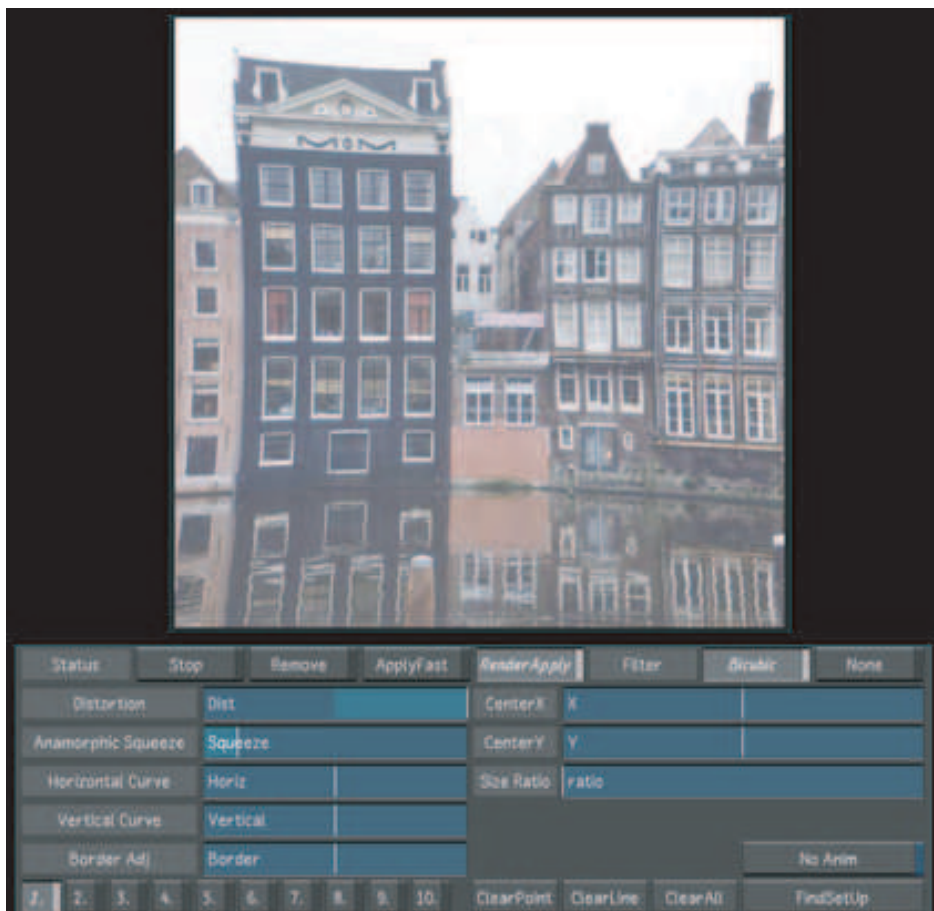 Status Stop Remove ApplyFast RenderApply Filter Bicubic None
Distortion Dist CenterX X
Anamorphic Squeeze Squeeze CenterY Y
Horizontal Curve Horiz Size Ratio ratio
Vertical Curve Vertical
Border Adj Border No Anim
1. 2. 3. 4. 5. 6. 7. 8. 9. 10. ClearPoint ClearLine ClearAll FindSetUp